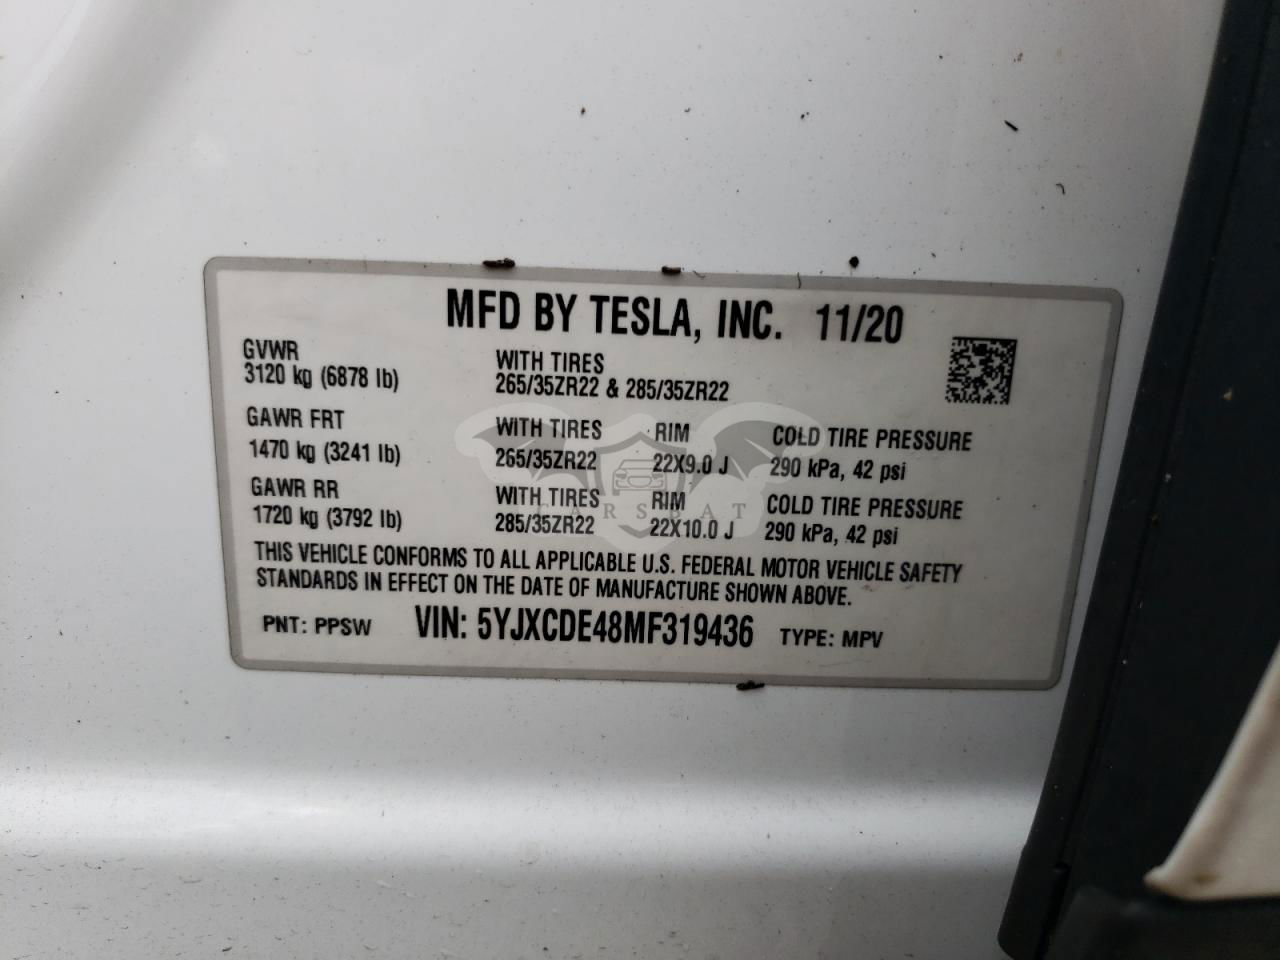 MFD BY TESLA, INC. 11/20
GVWR
3120 kg (6878 lb)
WITH TIRES
265/35ZR22 & 285/35ZR22
GAWR FRT
1470 kg (3241 lb)
WITH TIRES
265/35ZR22
RIM
22X9.0 J
COLD TIRE PRESSURE
290 kPa, 42 psi
GAWR RR
1720 kg (3792 lb)
WITH TIRES
285/35ZR22
RIM
22X10.0 J
COLD TIRE PRESSURE
290 kPa, 42 psi
CARSBAT
THIS VEHICLE CONFORMS TO ALL APPLICABLE U.S. FEDERAL MOTOR VEHICLE SAFETY
STANDARDS IN EFFECT ON THE DATE OF MANUFACTURE SHOWN ABOVE.
PNT: PPSW VIN: 5YJXCDE48MF319436 TYPE: MPV